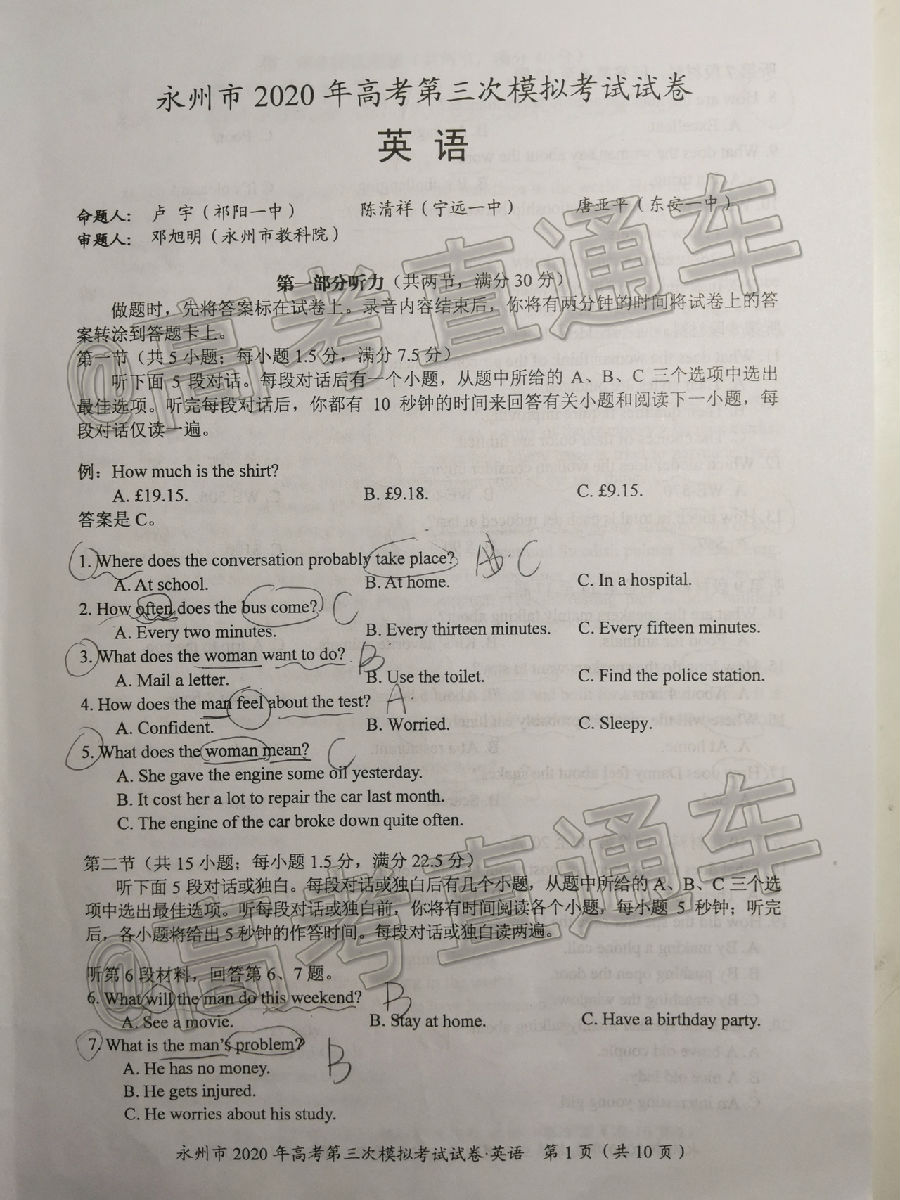 永州市 2020 年高考第三次模拟考试试卷
英 语
命题人： 卢 宇（祁阳一中） 陈清祥（宁远一中） 唐亚平（东安一中）
审题人： 邓旭明（永州市教科院）
第一部分听力（共两节，满分 30 分）
做题时，先将答案标在试卷上。录音内容结束后，你将有两分钟的时间将试卷上的答
案转涂到答题卡上。
第一节（共 5 小题；每小题 1.5 分，满分 7.5 分）
听下面 5 段对话。每段对话后有一个小题，从题中所给的 A、B、C 三个选项中选出
最佳选项。听完每段对话后，你都有 10 秒钟的时间来回答有关小题和阅读下一小题，每
段对话仅读一遍。
@高考直通车
例：How much is the shirt?
A. £19.15. B. £9.18. C. £9.15.
答案是 C。
1. Where does the conversation probably take place? C
A. At school. B. At home. C. In a hospital.
2. How often does the bus come? C
A. Every two minutes. B. Every thirteen minutes. C. Every fifteen minutes.
3. What does the woman want to do? B
A. Mail a letter. B. Use the toilet. C. Find the police station.
4. How does the man feel about the test? A
A. Confident. B. Worried. C. Sleepy.
5. What does the woman mean? C
A. She gave the engine some oil yesterday.
B. It cost her a lot to repair the car last month.
C. The engine of the car broke down quite often.
第二节（共 15 小题；每小题 1.5 分，满分 22.5 分）
听下面 5 段对话或独白。每段对话或独白后有几个小题，从题中所给的 A、B、C 三个选
项中选出最佳选项。听每段对话或独白前，你将有时间阅读各个小题，每小题 5 秒钟；听完
后，各小题将给出 5 秒钟的作答时间。每段对话或独白读两遍。
@高考直通车
听第 6 段材料，回答第 6、7 题。
6. What will the man do this weekend? B
A. See a movie. B. Stay at home. C. Have a birthday party.
7. What is the man's problem? B
A. He has no money.
B. He gets injured.
C. He worries about his study.
永州市 2020 年高考第三次模拟考试试卷·英语 第 1 页（共 10 页）